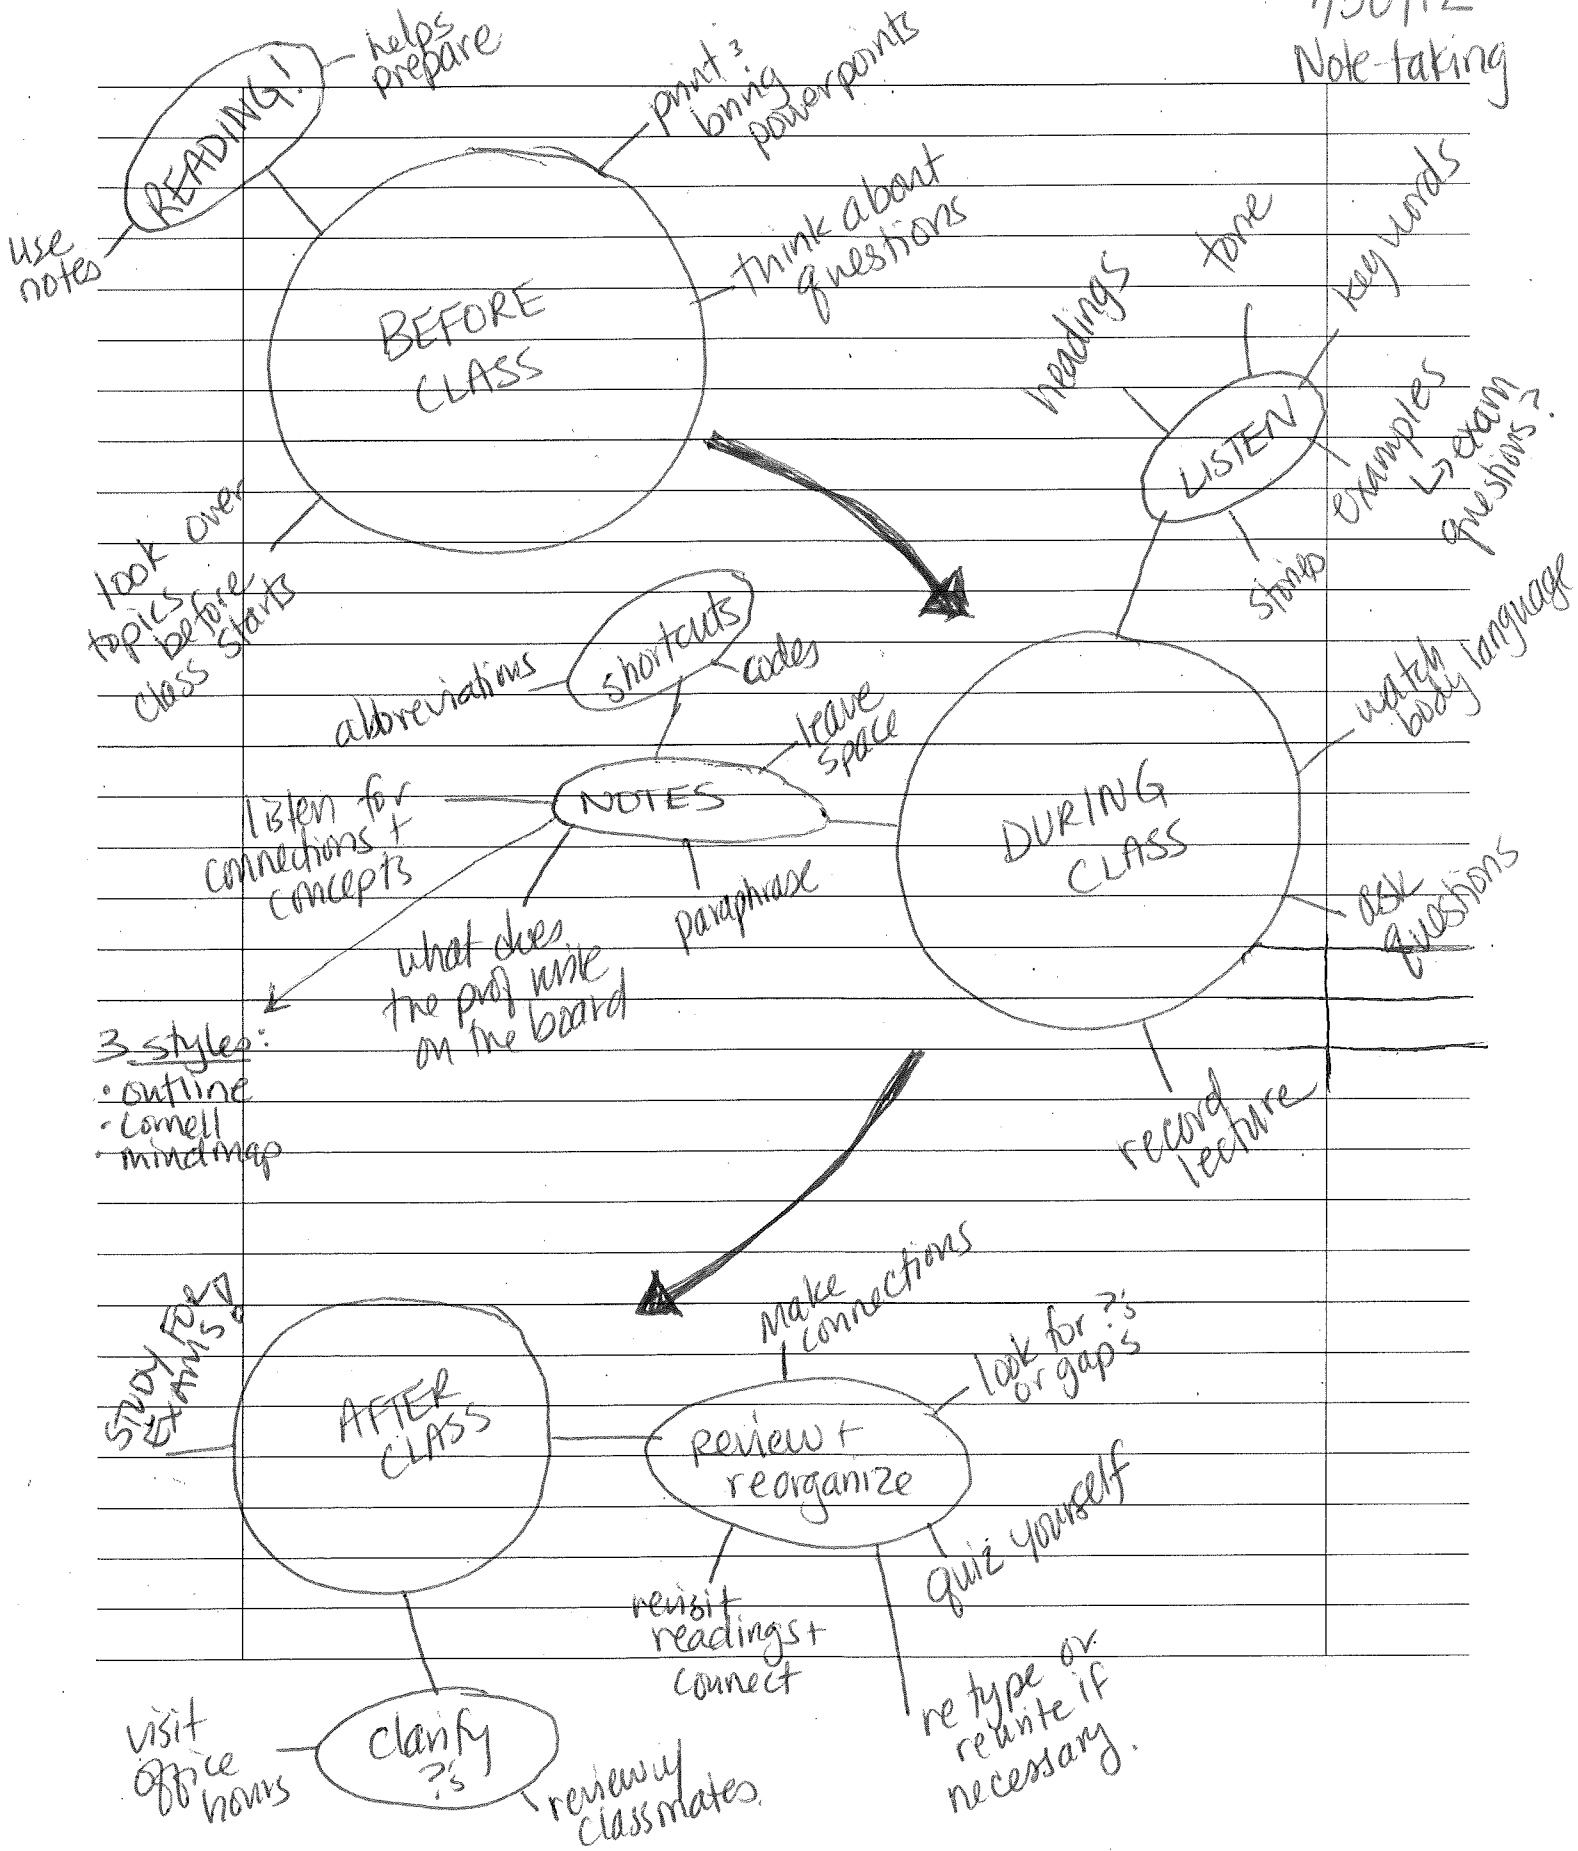 Note-taking
READING!
helps
prepare
use
notes
print &
bring
powerpoints
think about
questions
BEFORE
CLASS
look over
topics
before
class starts
LISTEN
headings
tone
key words
examples
↳ exam
questions?
stories
DURING
CLASS
watch
body language
ask
questions
record
lecture
NOTES
shortcuts
abbreviations
codes
leave
space
listen for
connections +
concepts
what does
the prof write
on the board
paraphrase
3 styles:
• outline
• Cornell
• mindmap
AFTER
CLASS
STUDY FOR
EXAMS!
review +
reorganize
Make
connections
look for ?'s
or gaps
quiz yourself
retype or
rewrite if
necessary.
revisit
readings +
connect
clarify
?'s
visit
office
hours
review w/
classmates.